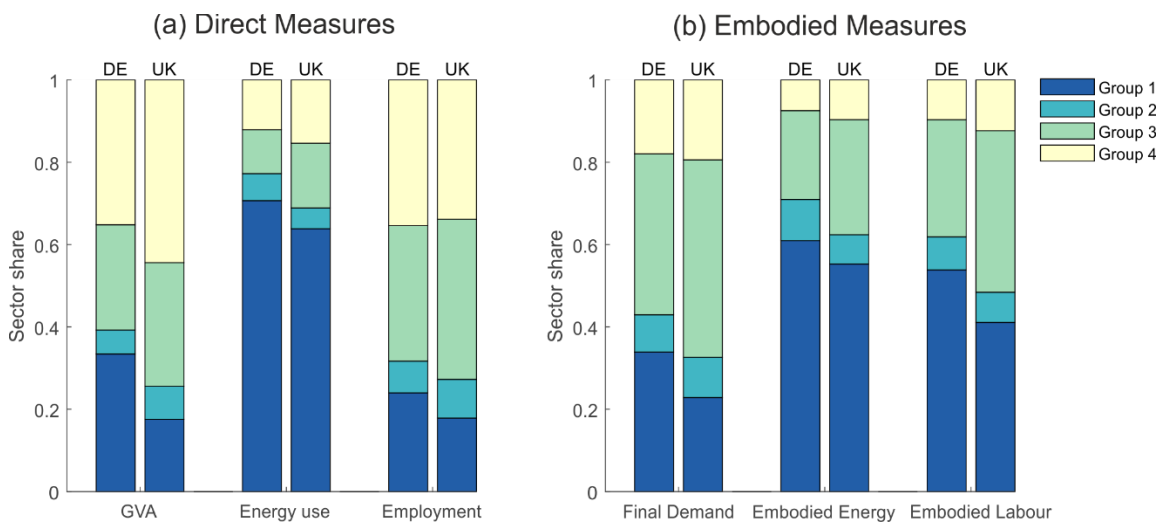 (a) Direct Measures
DE UK DE UK DE UK
1
0.8
0.6
0.4
0.2
0
Sector share
GVA Energy use Employment
(b) Embodied Measures
DE UK DE UK DE UK
1
0.8
0.6
0.4
0.2
0
Sector share
Final Demand Embodied Energy Embodied Labour
Group 1
Group 2
Group 3
Group 4